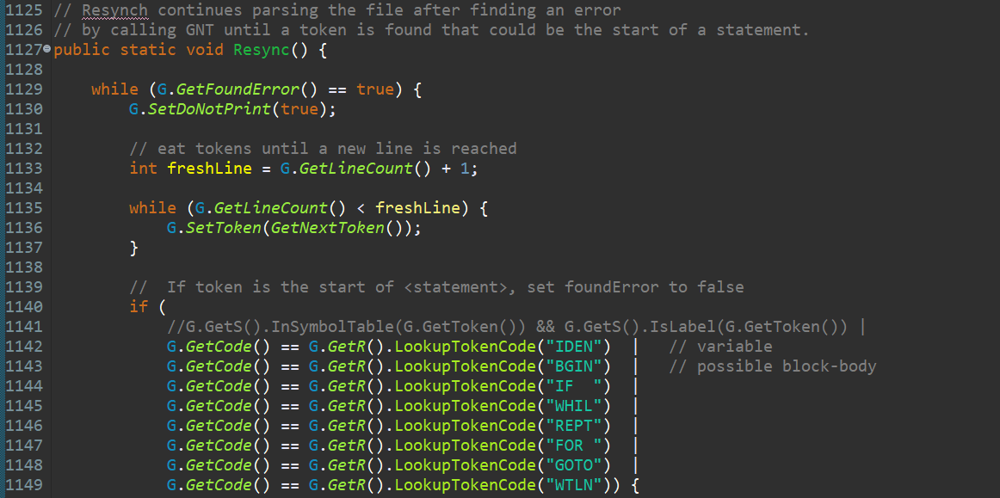 1125 // Resynch continues parsing the file after finding an error
1126 // by calling GNT until a token is found that could be the start of a statement.
1127 public static void Resync() {
1128
1129     while (G.GetFoundError() == true) {
1130         G.SetDoNotPrint(true);
1131
1132         // eat tokens until a new line is reached
1133         int freshLine = G.GetLineCount() + 1;
1134
1135         while (G.GetLineCount() < freshLine) {
1136             G.SetToken(GetNextToken());
1137         }
1138
1139         //  If token is the start of <statement>, set foundError to false
1140         if (
1141             //G.GetS().InSymbolTable(G.GetToken()) && G.GetS().IsLabel(G.GetToken()) |
1142             G.GetCode() == G.GetR().LookupTokenCode("IDEN")  |   // variable
1143             G.GetCode() == G.GetR().LookupTokenCode("BGIN")  |   // possible block-body
1144             G.GetCode() == G.GetR().LookupTokenCode("IF  ")  |
1145             G.GetCode() == G.GetR().LookupTokenCode("WHIL")  |
1146             G.GetCode() == G.GetR().LookupTokenCode("REPT")  |
1147             G.GetCode() == G.GetR().LookupTokenCode("FOR ")  |
1148             G.GetCode() == G.GetR().LookupTokenCode("GOTO")  |
1149             G.GetCode() == G.GetR().LookupTokenCode("WTLN")) {